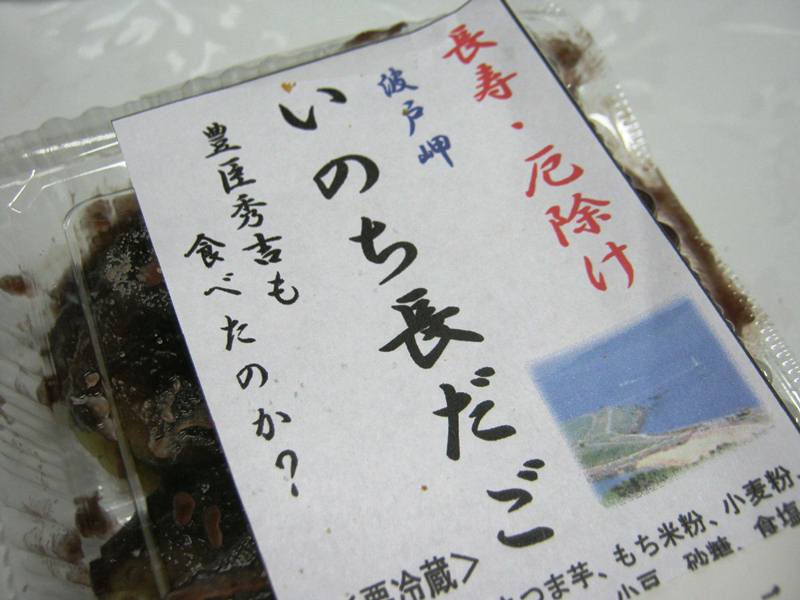 長寿・厄除け
波戸岬
いのち長だご
豊臣秀吉も
食べたのか?
<要冷蔵>
つま芋、もち米粉、小麦粉、
小豆、砂糖、食塩